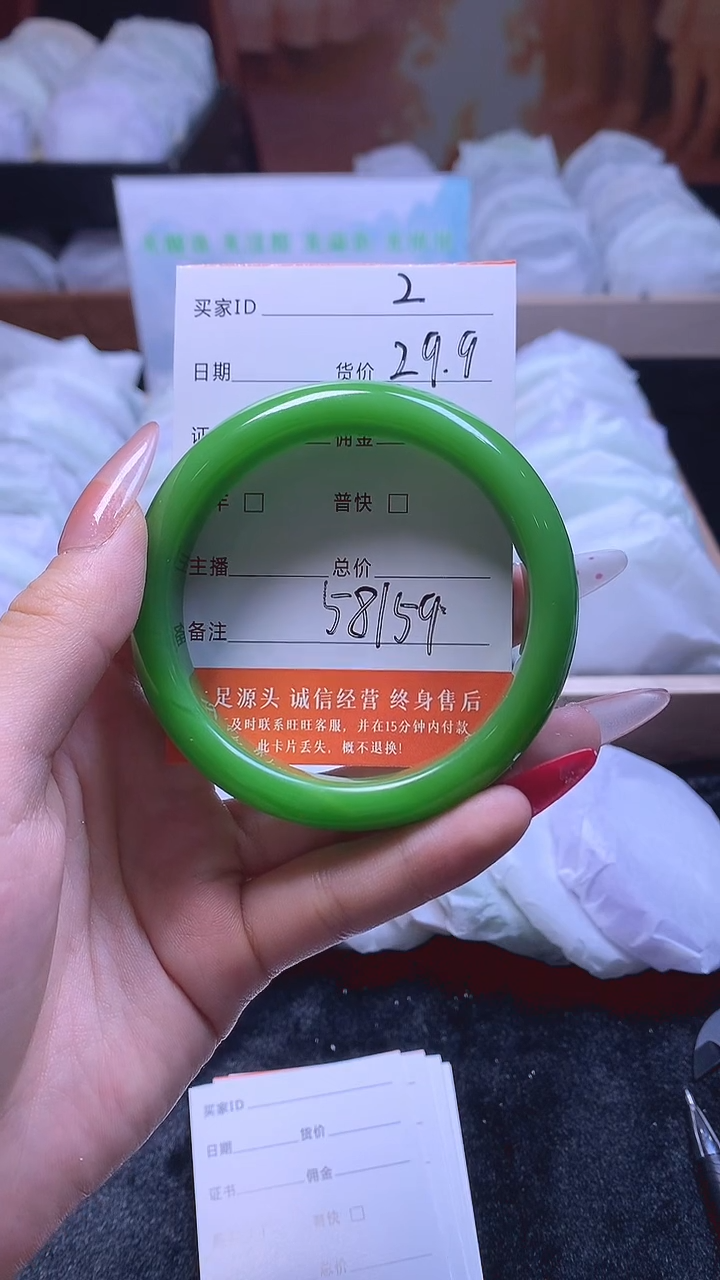 买家ID 2
日期 货价 29.9
证 佣金
普快
主播 总价
备注 58/59
足源头 诚信经营 终身售后
及时联系旺旺客服，并在15分钟内付款
此卡片丢失，概不退换！
买家ID
日期 货价
证书 佣金
总价